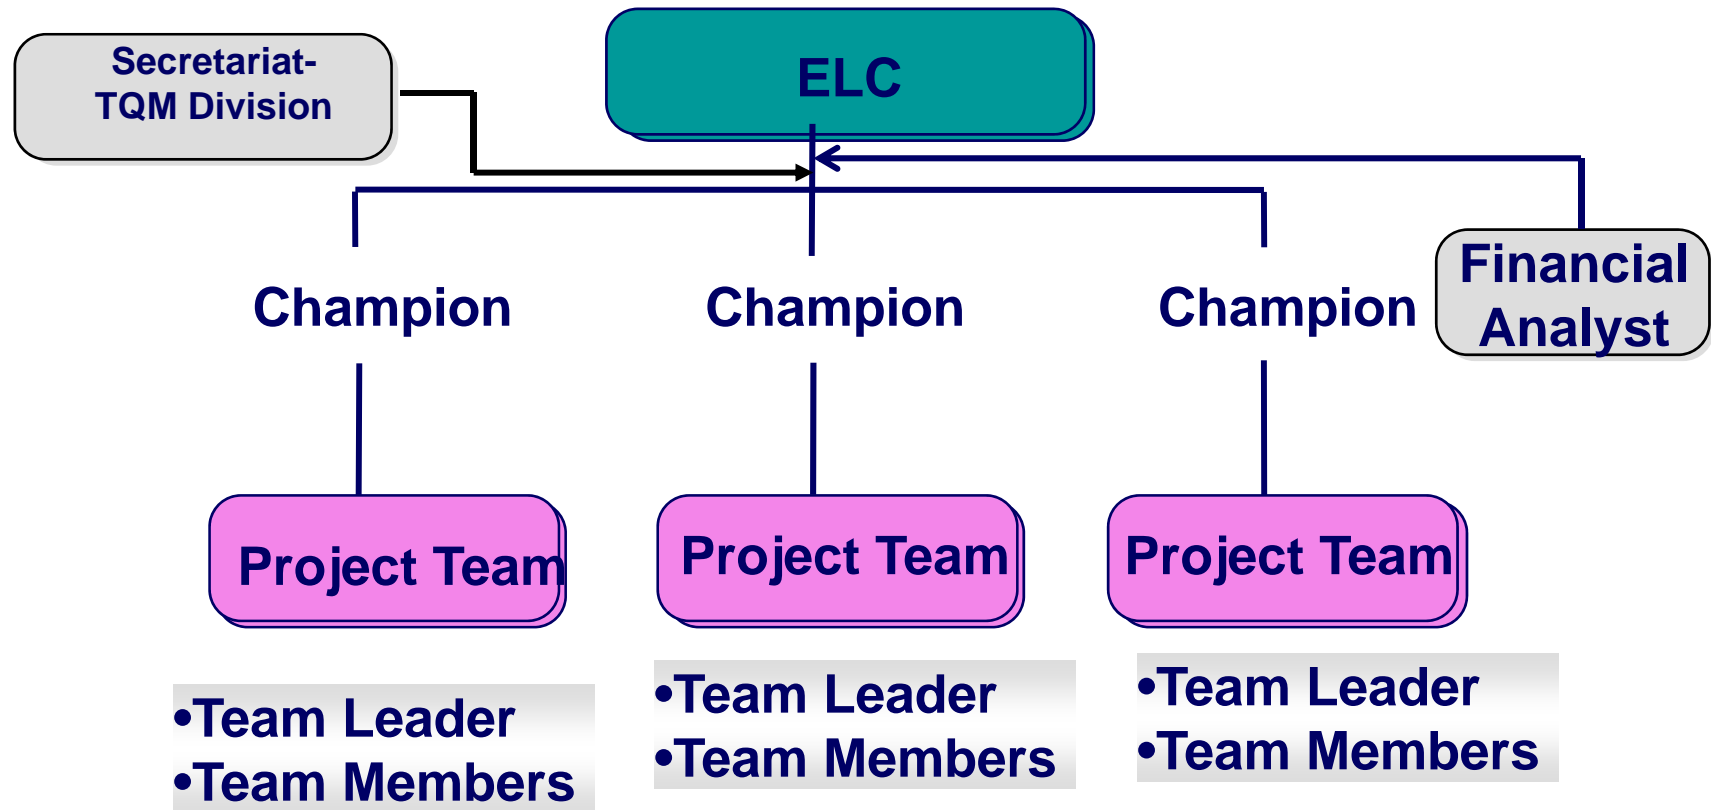 Secretariat-
TQM Division
ELC
Champion
Champion
Champion
Financial
Analyst
Project Team
Project Team
Project Team
•Team Leader
•Team Members
•Team Leader
•Team Members
•Team Leader
•Team Members